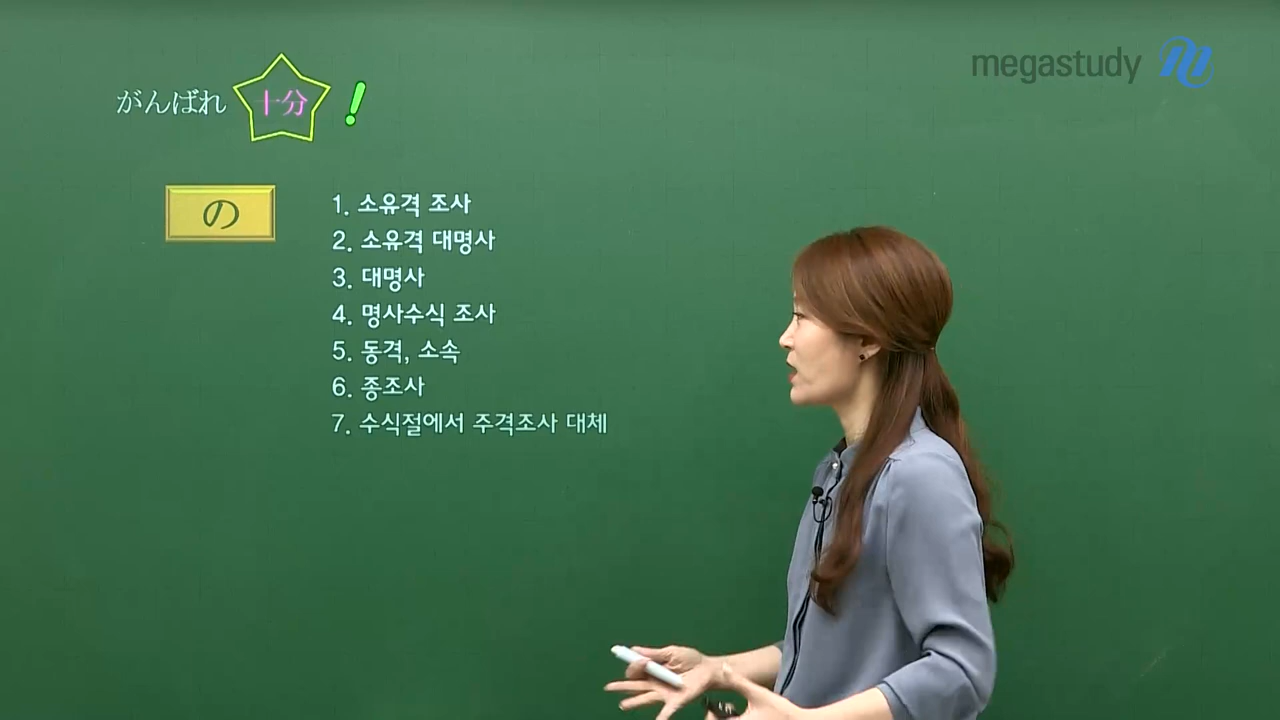 megastudy
がんばれ 十分 !
の
1. 소유격 조사
2. 소유격 대명사
3. 대명사
4. 명사수식 조사
5. 동격, 소속
6. 종조사
7. 수식절에서 주격조사 대체